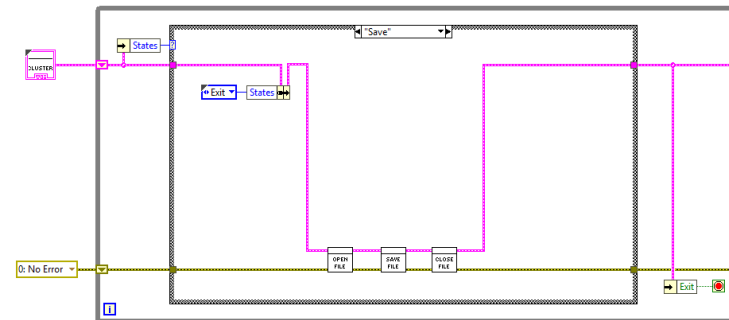 "Save"
States
?
CLUSTER
Exit
States
OPEN
FILE
SAVE
FILE
CLOSE
FILE
0: No Error
Exit
i